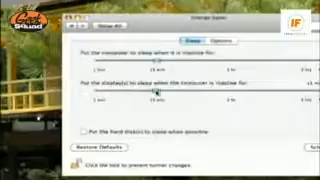 Geek Squad
IF
Energy Saver
Show All
Sleep Options
Put the computer to sleep when it is inactive for:
1 min 15 min 1 hr 3 hrs
Put the display(s) to sleep when the computer is inactive for:
1 min 15 min 1 hr 3 hrs
Put the hard disk(s) to sleep when possible
Restore Defaults
Click the lock to prevent further changes.